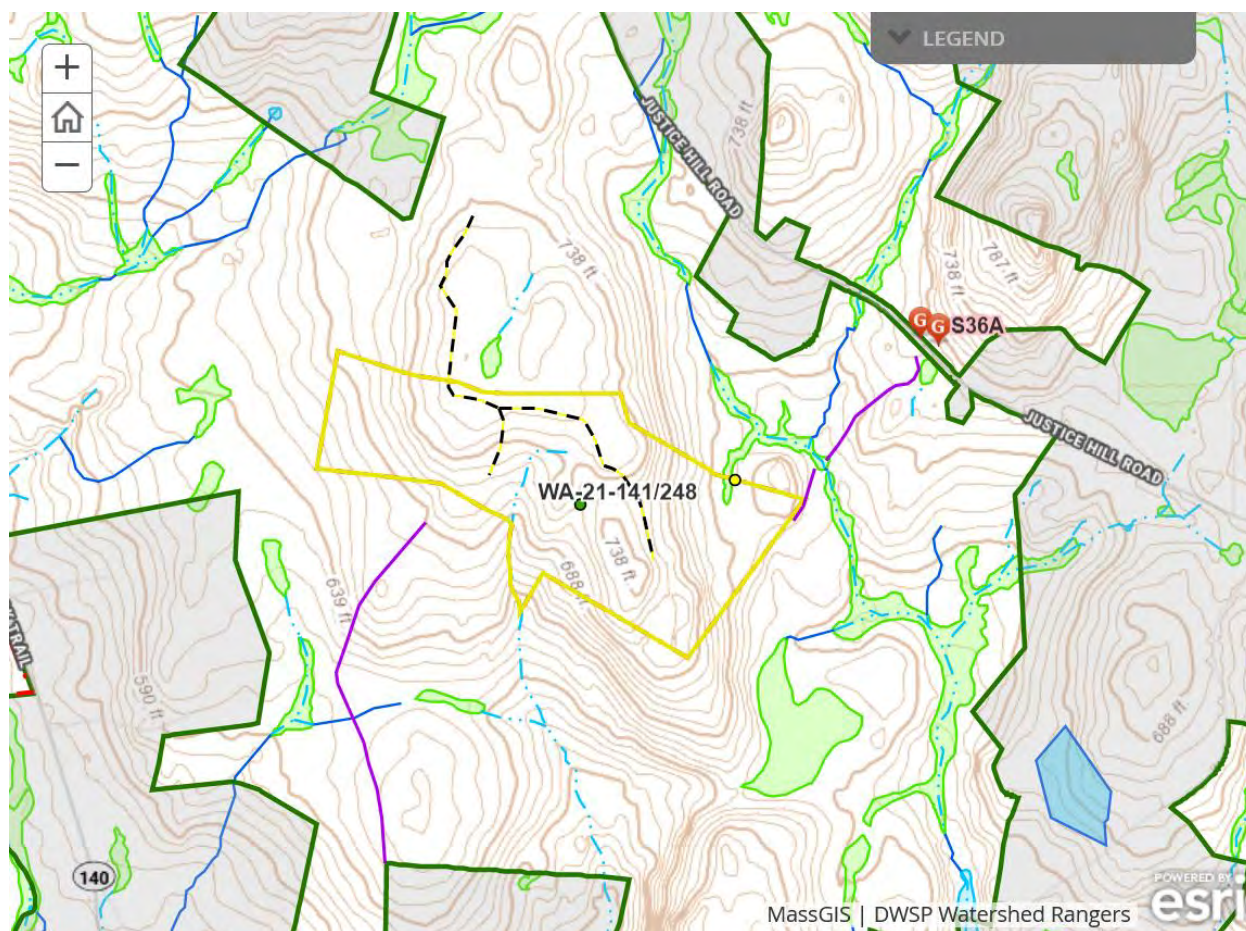 LEGEND
+
−
JUSTICE HILL ROAD
738 ft
738 ft
738 ft
787 ft
G
G
S36A
JUSTICE HILL ROAD
WA-21-141/248
738 ft
688 ft
639 ft
TRAIL
590 ft
688 ft
140
MassGIS | DWSP Watershed Rangers
POWERED BY
esri